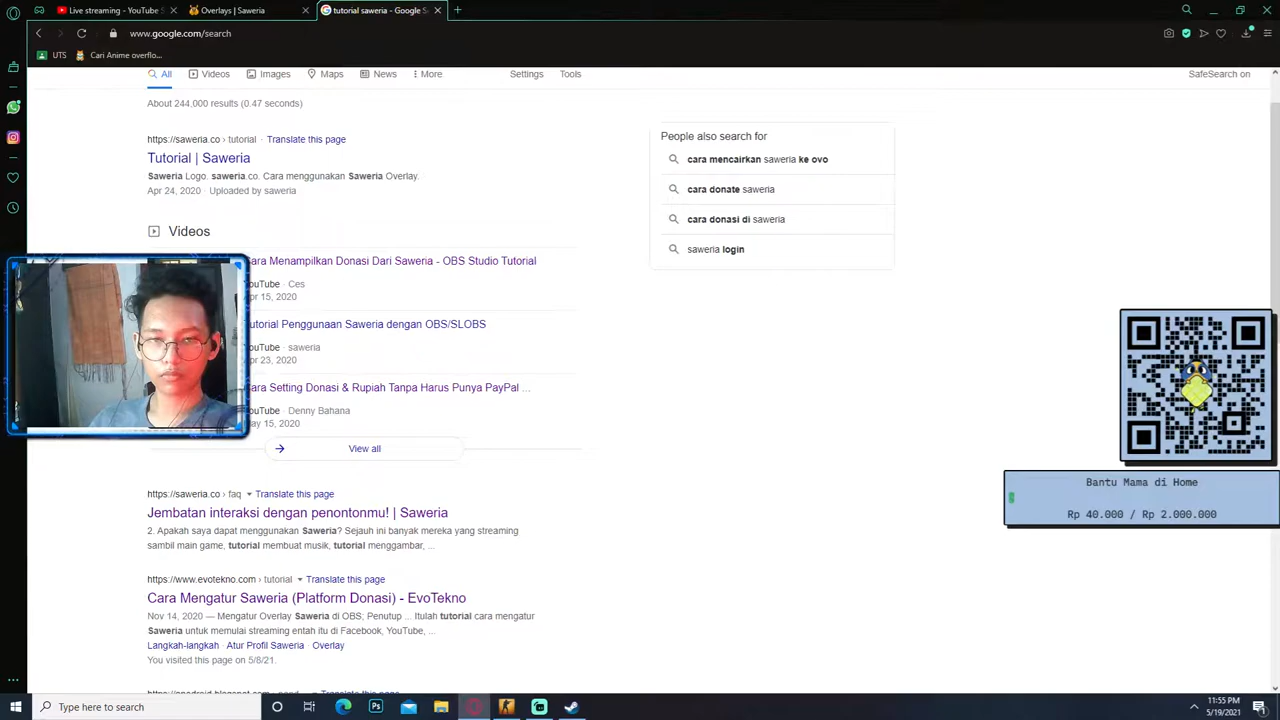 Live streaming - YouTube S
Overlays | Saweria
tutorial saweria - Google S
www.google.com/search
UTS
Cari Anime overflo...
All
Videos
Images
Maps
News
More
Settings
Tools
SafeSearch on
About 244,000 results (0.47 seconds)
https://saweria.co › tutorial · Translate this page
Tutorial | Saweria
Saweria Logo. saweria.co. Cara menggunakan Saweria Overlay.
Apr 24, 2020 · Uploaded by saweria
People also search for
cara mencairkan saweria ke ovo
cara donate saweria
cara donasi di saweria
saweria login
Videos
ara Menampilkan Donasi Dari Saweria - OBS Studio Tutorial
ouTube · Ces
pr 15, 2020
utorial Penggunaan Saweria dengan OBS/SLOBS
ouTube · saweria
pr 23, 2020
ara Setting Donasi & Rupiah Tanpa Harus Punya PayPal ...
ouTube · Denny Bahana
ay 15, 2020
View all
https://saweria.co › faq Translate this page
Jembatan interaksi dengan penontonmu! | Saweria
2. Apakah saya dapat menggunakan Saweria? Sejauh ini banyak mereka yang streaming
sambil main game, tutorial membuat musik, tutorial menggambar, ...
https://www.evotekno.com › tutorial Translate this page
Cara Mengatur Saweria (Platform Donasi) - EvoTekno
Nov 14, 2020 — Mengatur Overlay Saweria di OBS; Penutup ... Itulah tutorial cara mengatur
Saweria untuk memulai streaming entah itu di Facebook, YouTube, ...
Langkah-langkah · Atur Profil Saweria · Overlay
You visited this page on 5/8/21.
Translate this page
Bantu Mama di Home
Rp 40.000 / Rp 2.000.000
Type here to search
Ps
11:55 PM
5/19/2021
1